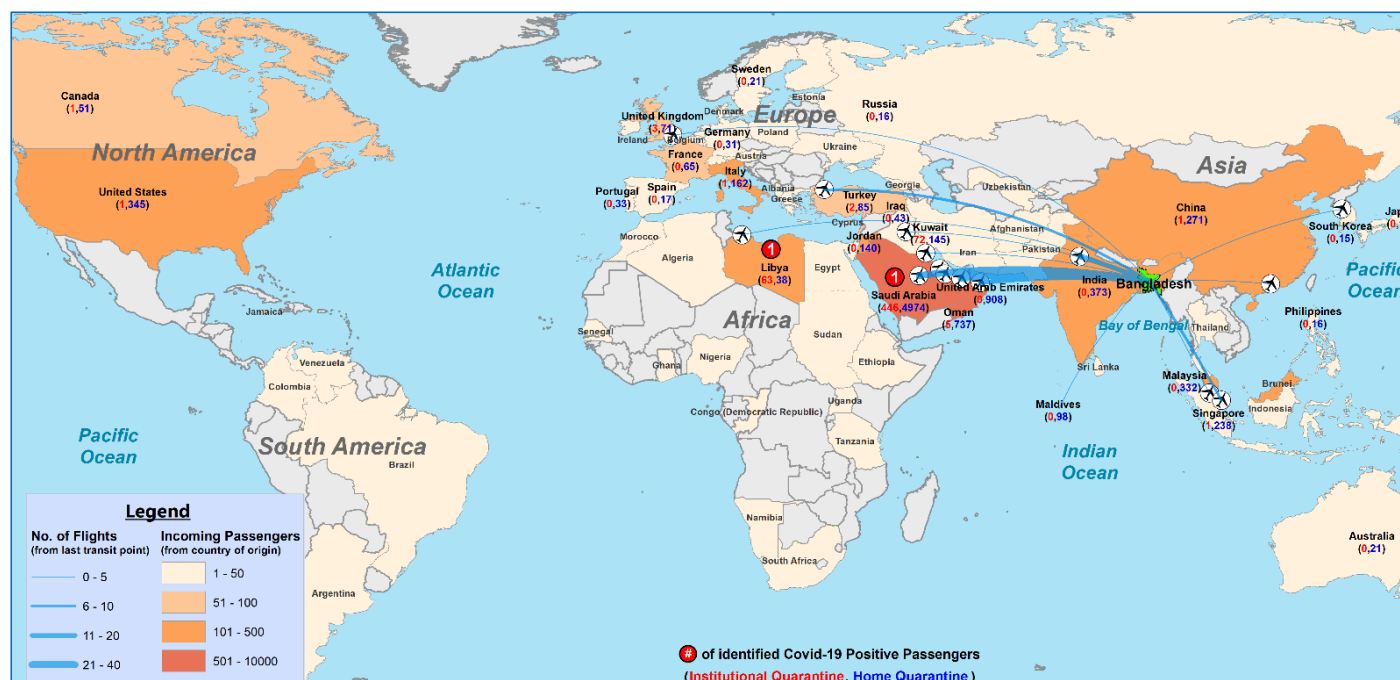 Sweden
(0,21)
Canada
(1,51)
Estonia
Russia
(0,16)
Denmark
Europe
United Kingdom
(3,71)
Ireland
Belgium
Germany
(0,31)
Poland
North America
Ukraine
France
(0,65)
Austria
Asia
Italy
(1,162)
United States
(1,345)
Portugal
(0,33)
Spain
(0,17)
Albania
Greece
Georgia
Uzbekistan
Turkey
(2,85)
Iraq
(0,43)
China
(1,271)
South Korea
(0,15)
Cyprus
Kuwait
(72,145)
Afghanistan
Morocco
Jordan
(0,140)
Iran
Pakistan
1
Algeria
Libya
(63,38)
Egypt
Atlantic
Ocean
Pacific
1
Saudi Arabia
(446,4974)
United Arab Emirates
(0,908)
India
(0,373)
Bangladesh
Oman
(5,737)
Jamaica
Africa
Bay of Bengal
Philippines
(0,16)
Senegal
Sudan
Thailand
Venezuela
Ghana
Nigeria
Ethiopia
Sri Lanka
Colombia
Malaysia
(0,332)
Brunei
Uganda
Maldives
(0,98)
Singapore
(1,238)
Indonesia
Congo (Democratic Republic)
Pacific
Ocean
South America
Tanzania
Indian
Ocean
Brazil
Namibia
Australia
(0,21)
South Africa
Argentina
Legend
No. of Flights
(from last transit point)
0 - 5
6 - 10
11 - 20
21 - 40
Incoming Passengers
(from country of origin)
1 - 50
51 - 100
101 - 500
501 - 10000
# of identified Covid-19 Positive Passengers
(Institutional Quarantine, Home Quarantine)